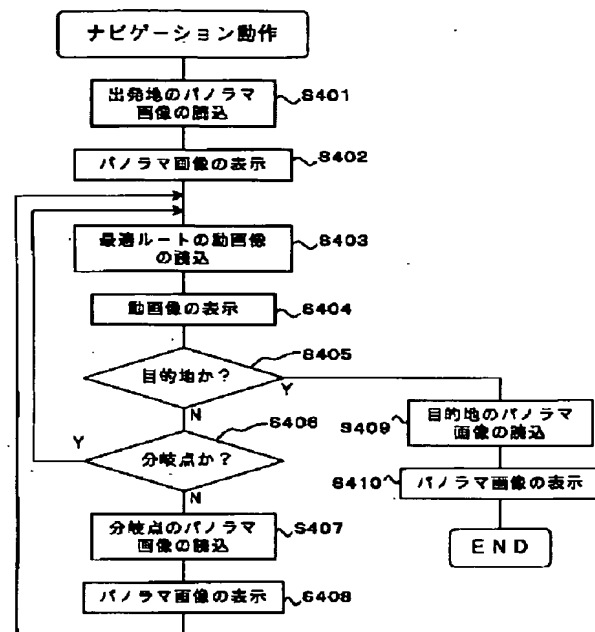 ナビゲーション動作
出発地のパノラマ
画像の読込
S401
パノラマ画像の表示
S402
最適ルートの動画像
の読込
S403
動画像の表示
S404
S405
目的地か?
Y
N
S406
Y
分岐点か?
N
目的地のパノラマ
画像の読込
S409
パノラマ画像の表示
S410
分岐点のパノラマ
画像の読込
S407
END
パノラマ画像の表示
S408